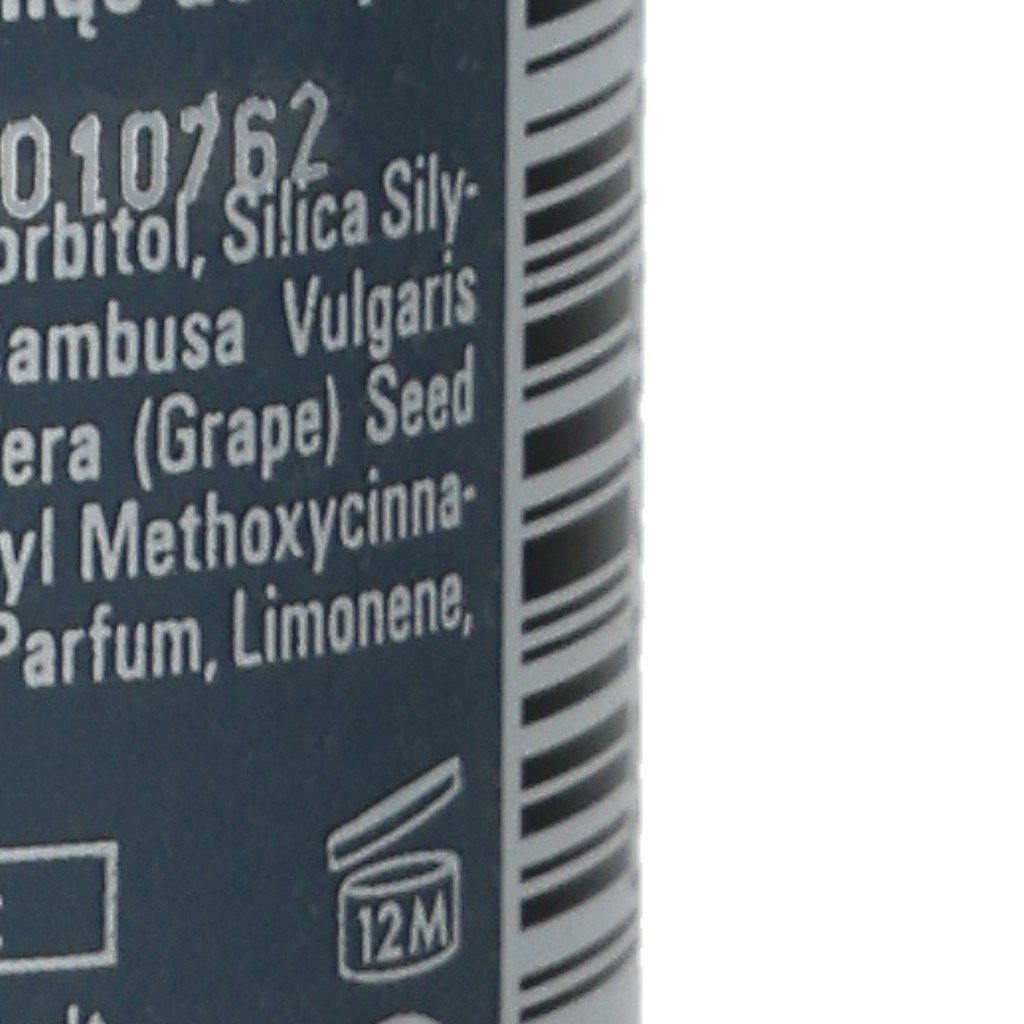 010762
orbitol, Silica Sily-
ambusa Vulgaris
era (Grape) Seed
yl Methoxycinna-
Parfum, Limonene,
12M